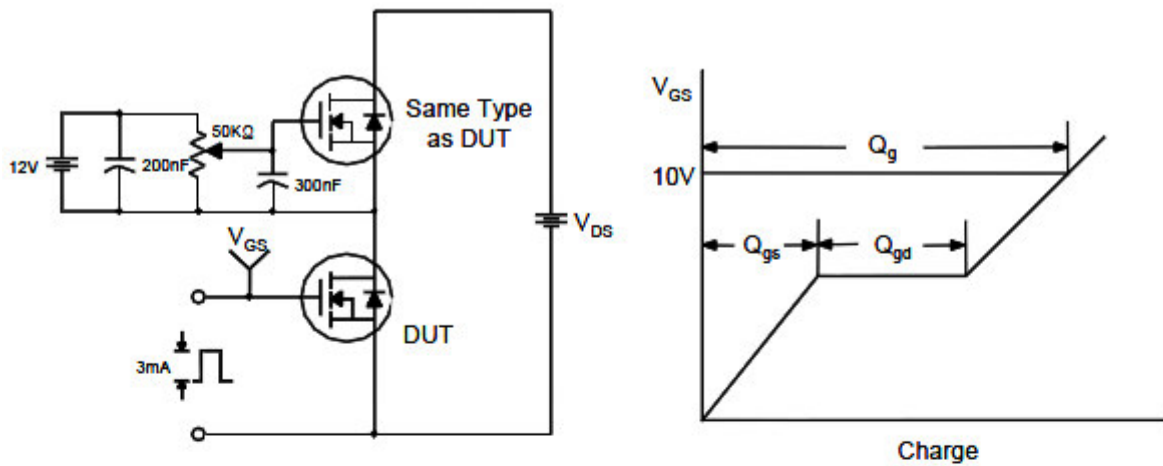 Same Type
as DUT
50KΩ
12V
200nF
300nF
V_GS
V_DS
DUT
3mA
V_GS
Q_g
10V
Q_gs
Q_gd
Charge